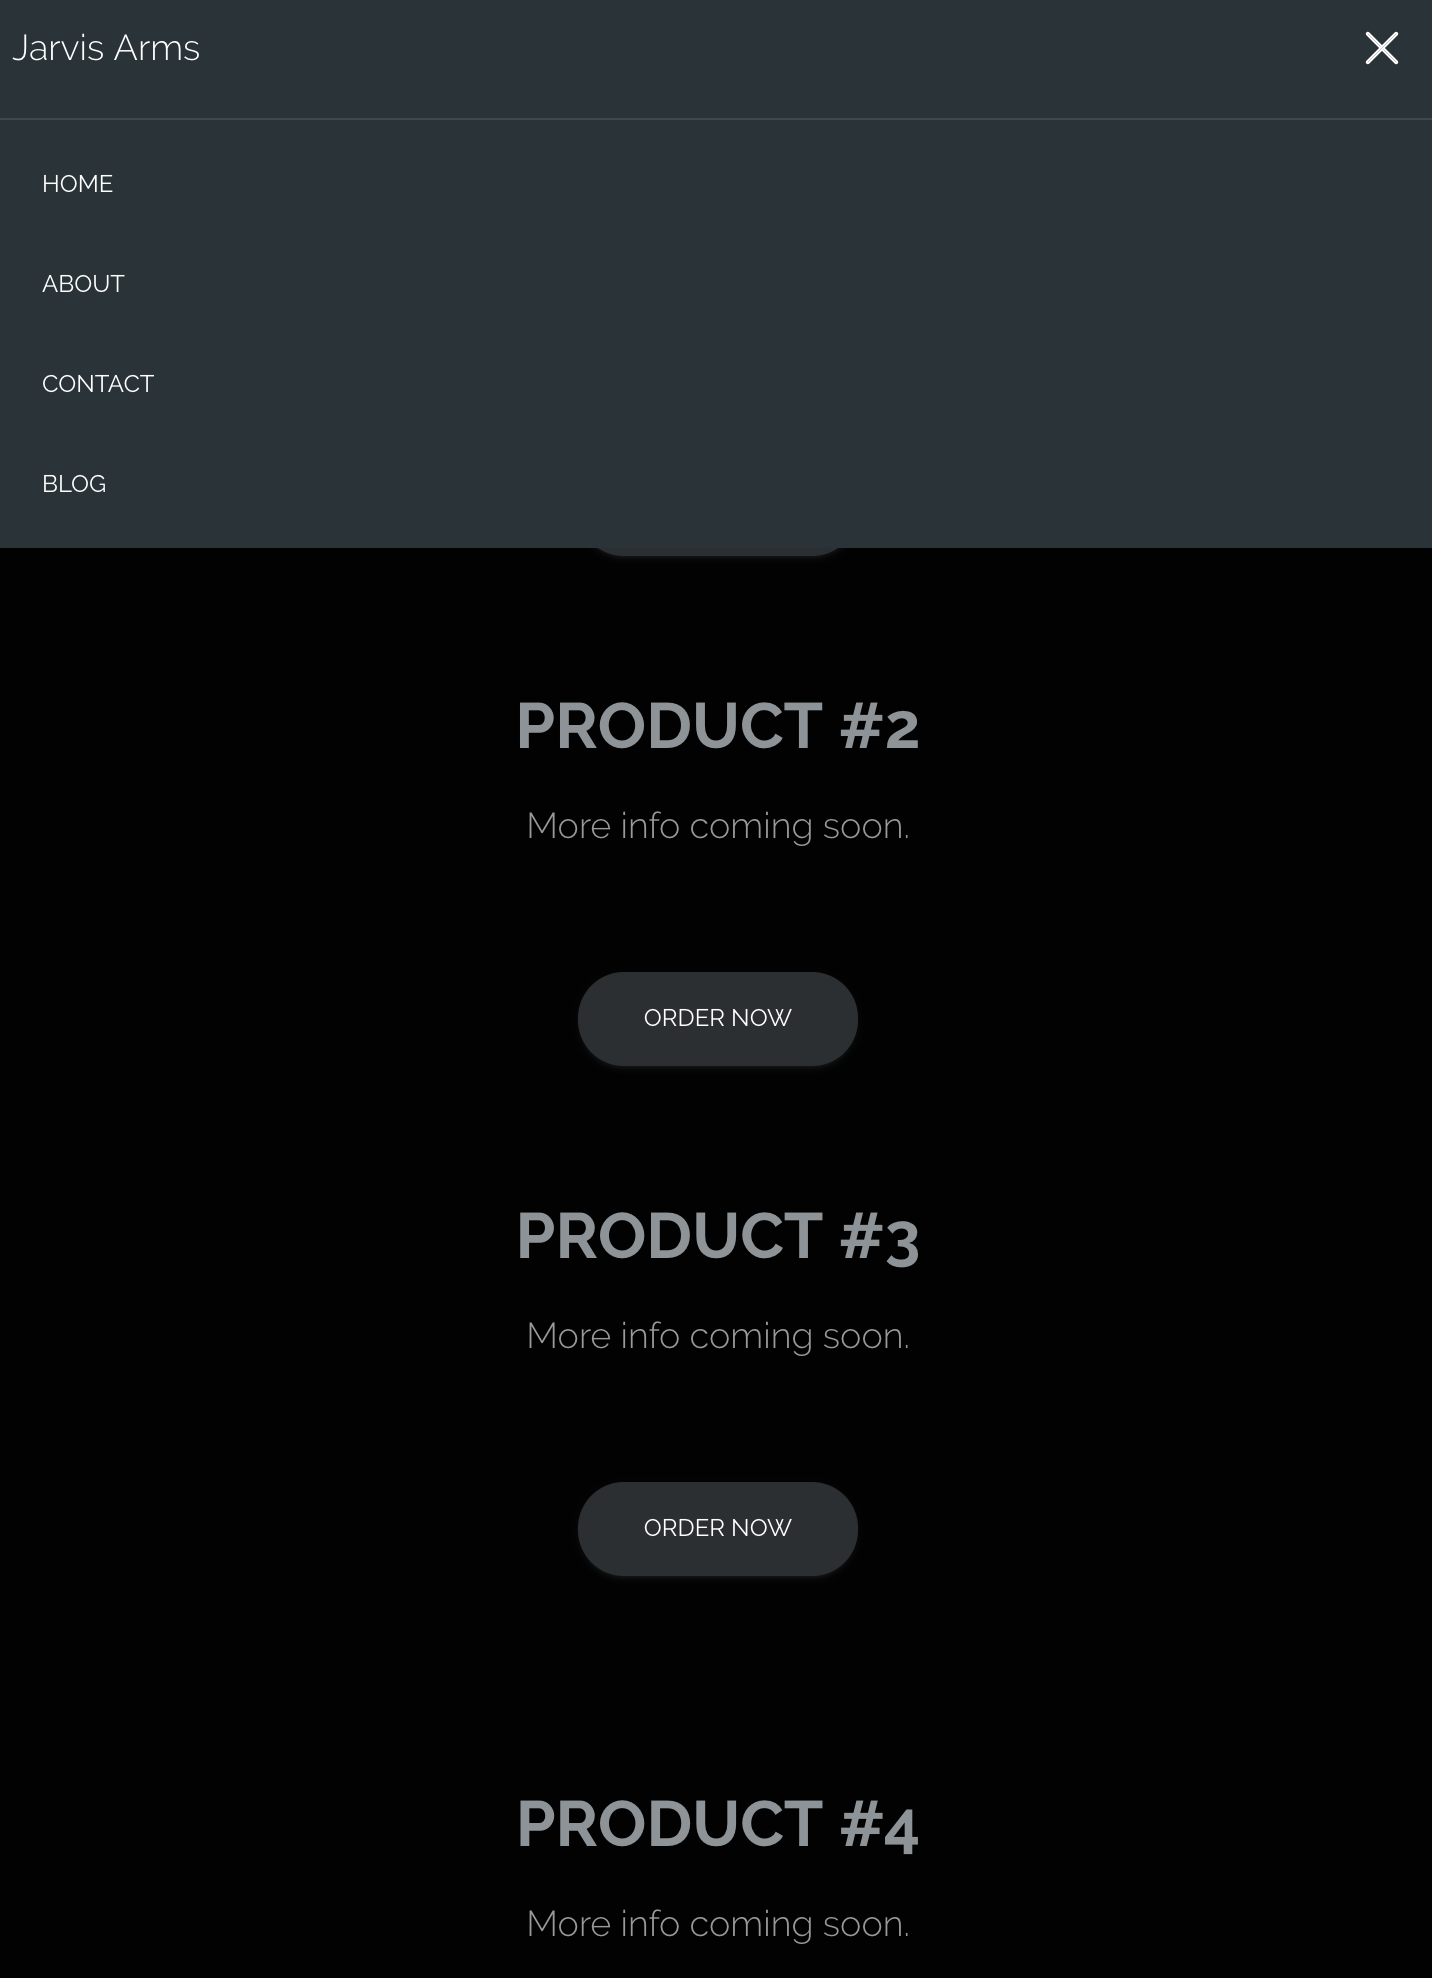 Jarvis Arms
HOME
ABOUT
CONTACT
BLOG
PRODUCT #2
More info coming soon.
ORDER NOW
PRODUCT #3
More info coming soon.
ORDER NOW
PRODUCT #4
More info coming soon.